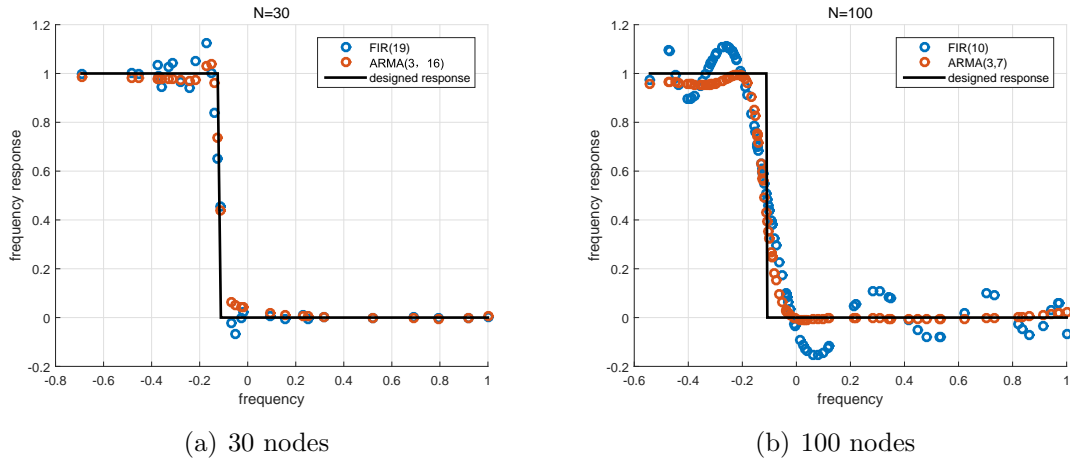 N=30
1.2
1
0.8
0.6
0.4
0.2
0
-0.2
frequency response
FIR(19)
ARMA(3, 16)
designed response
-0.8 -0.6 -0.4 -0.2 0 0.2 0.4 0.6 0.8 1
frequency
(a) 30 nodes
N=100
1.2
1
0.8
0.6
0.4
0.2
0
-0.2
frequency response
FIR(10)
ARMA(3,7)
designed response
-0.6 -0.4 -0.2 0 0.2 0.4 0.6 0.8 1
frequency
(b) 100 nodes